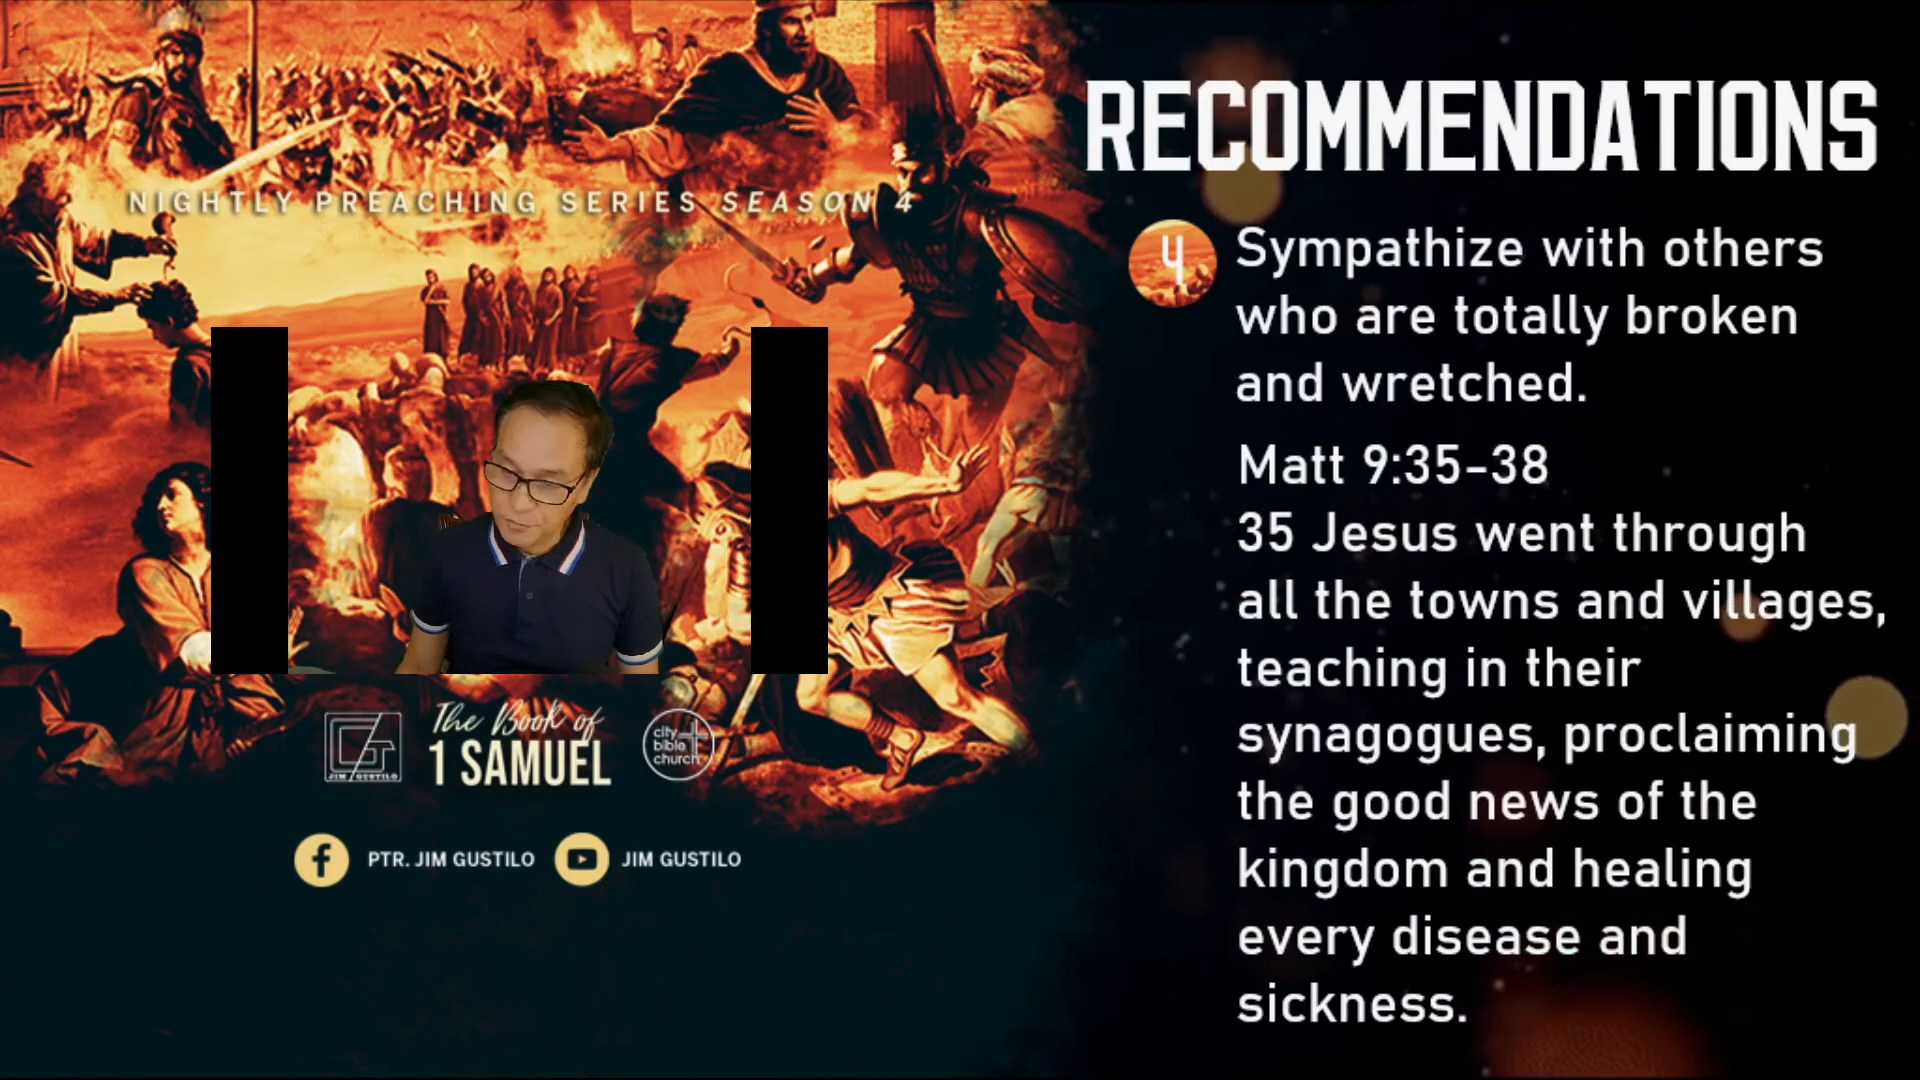 NIGHTLY PREACHING SERIES SEASON 4
The Book of
1 SAMUEL
JIM GUSTILO
city
bible
church
PTR. JIM GUSTILO
JIM GUSTILO
RECOMMENDATIONS
4
Sympathize with others
who are totally broken
and wretched.
Matt 9:35-38
35 Jesus went through
all the towns and villages,
teaching in their
synagogues, proclaiming
the good news of the
kingdom and healing
every disease and
sickness.